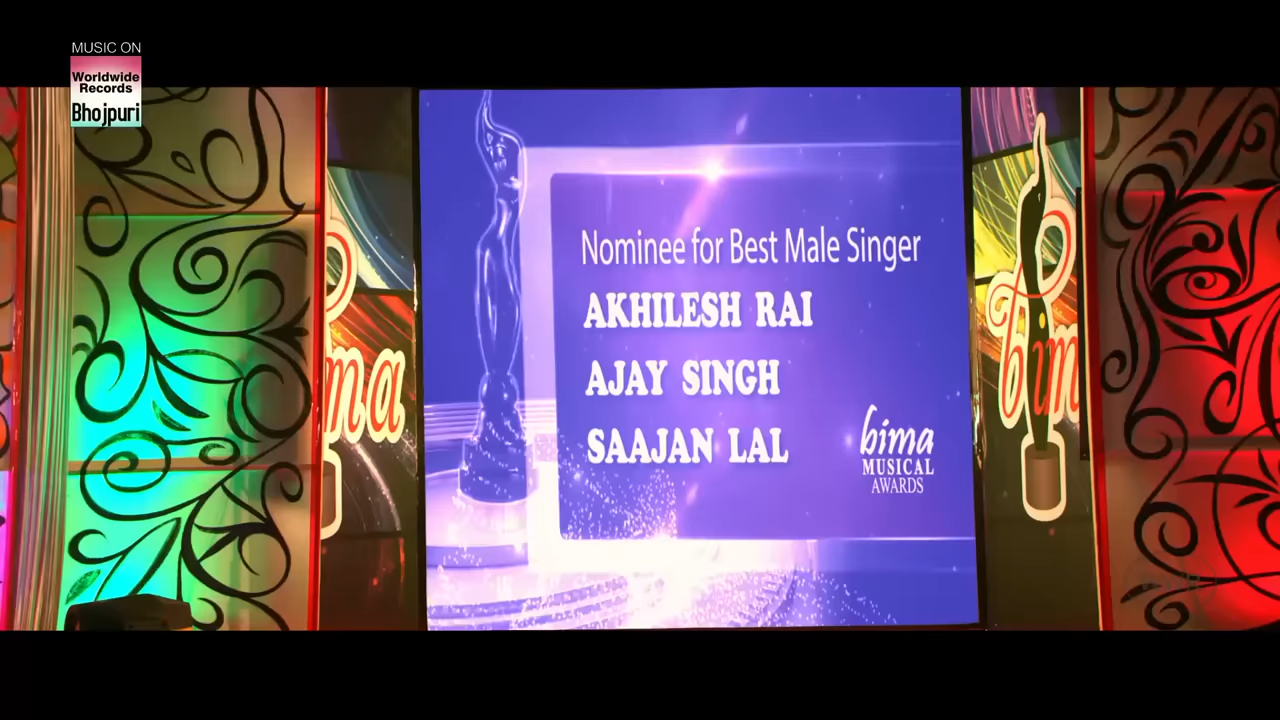 MUSIC ON
Worldwide
Records
Bhojpuri
Nominee for Best Male Singer
AKHILESH RAI
AJAY SINGH
SAAJAN LAL
bima
MUSICAL
AWARDS
ma
bim